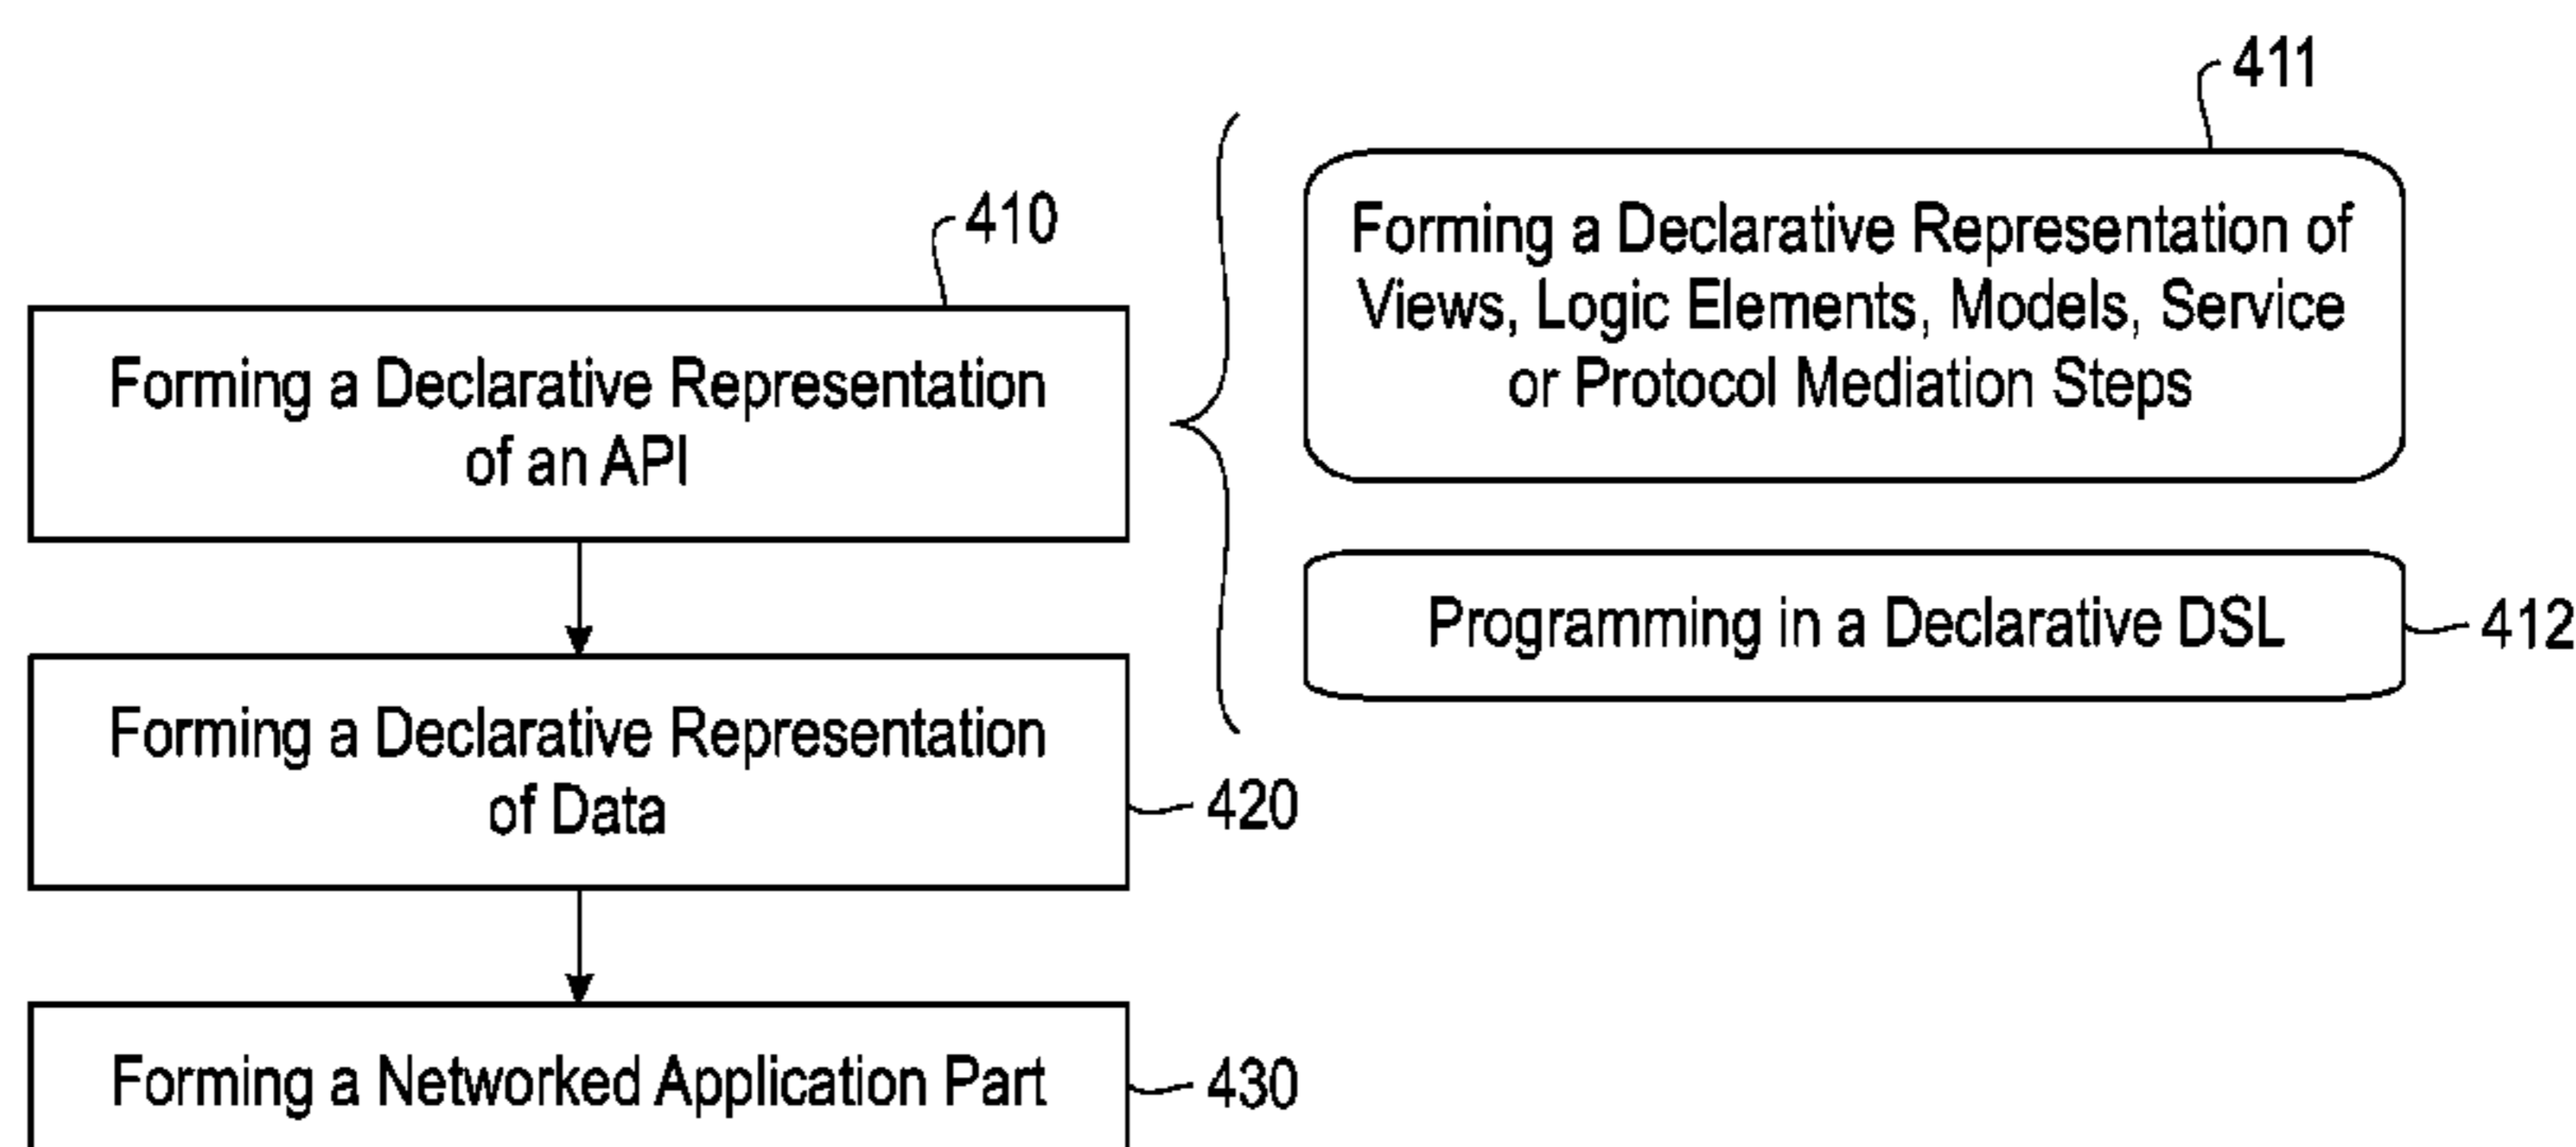 411
Forming a Declarative Representation of
Views, Logic Elements, Models, Service
or Protocol Mediation Steps
410
Forming a Declarative Representation
of an API
Programming in a Declarative DSL
412
Forming a Declarative Representation
of Data
420
Forming a Networked Application Part
430